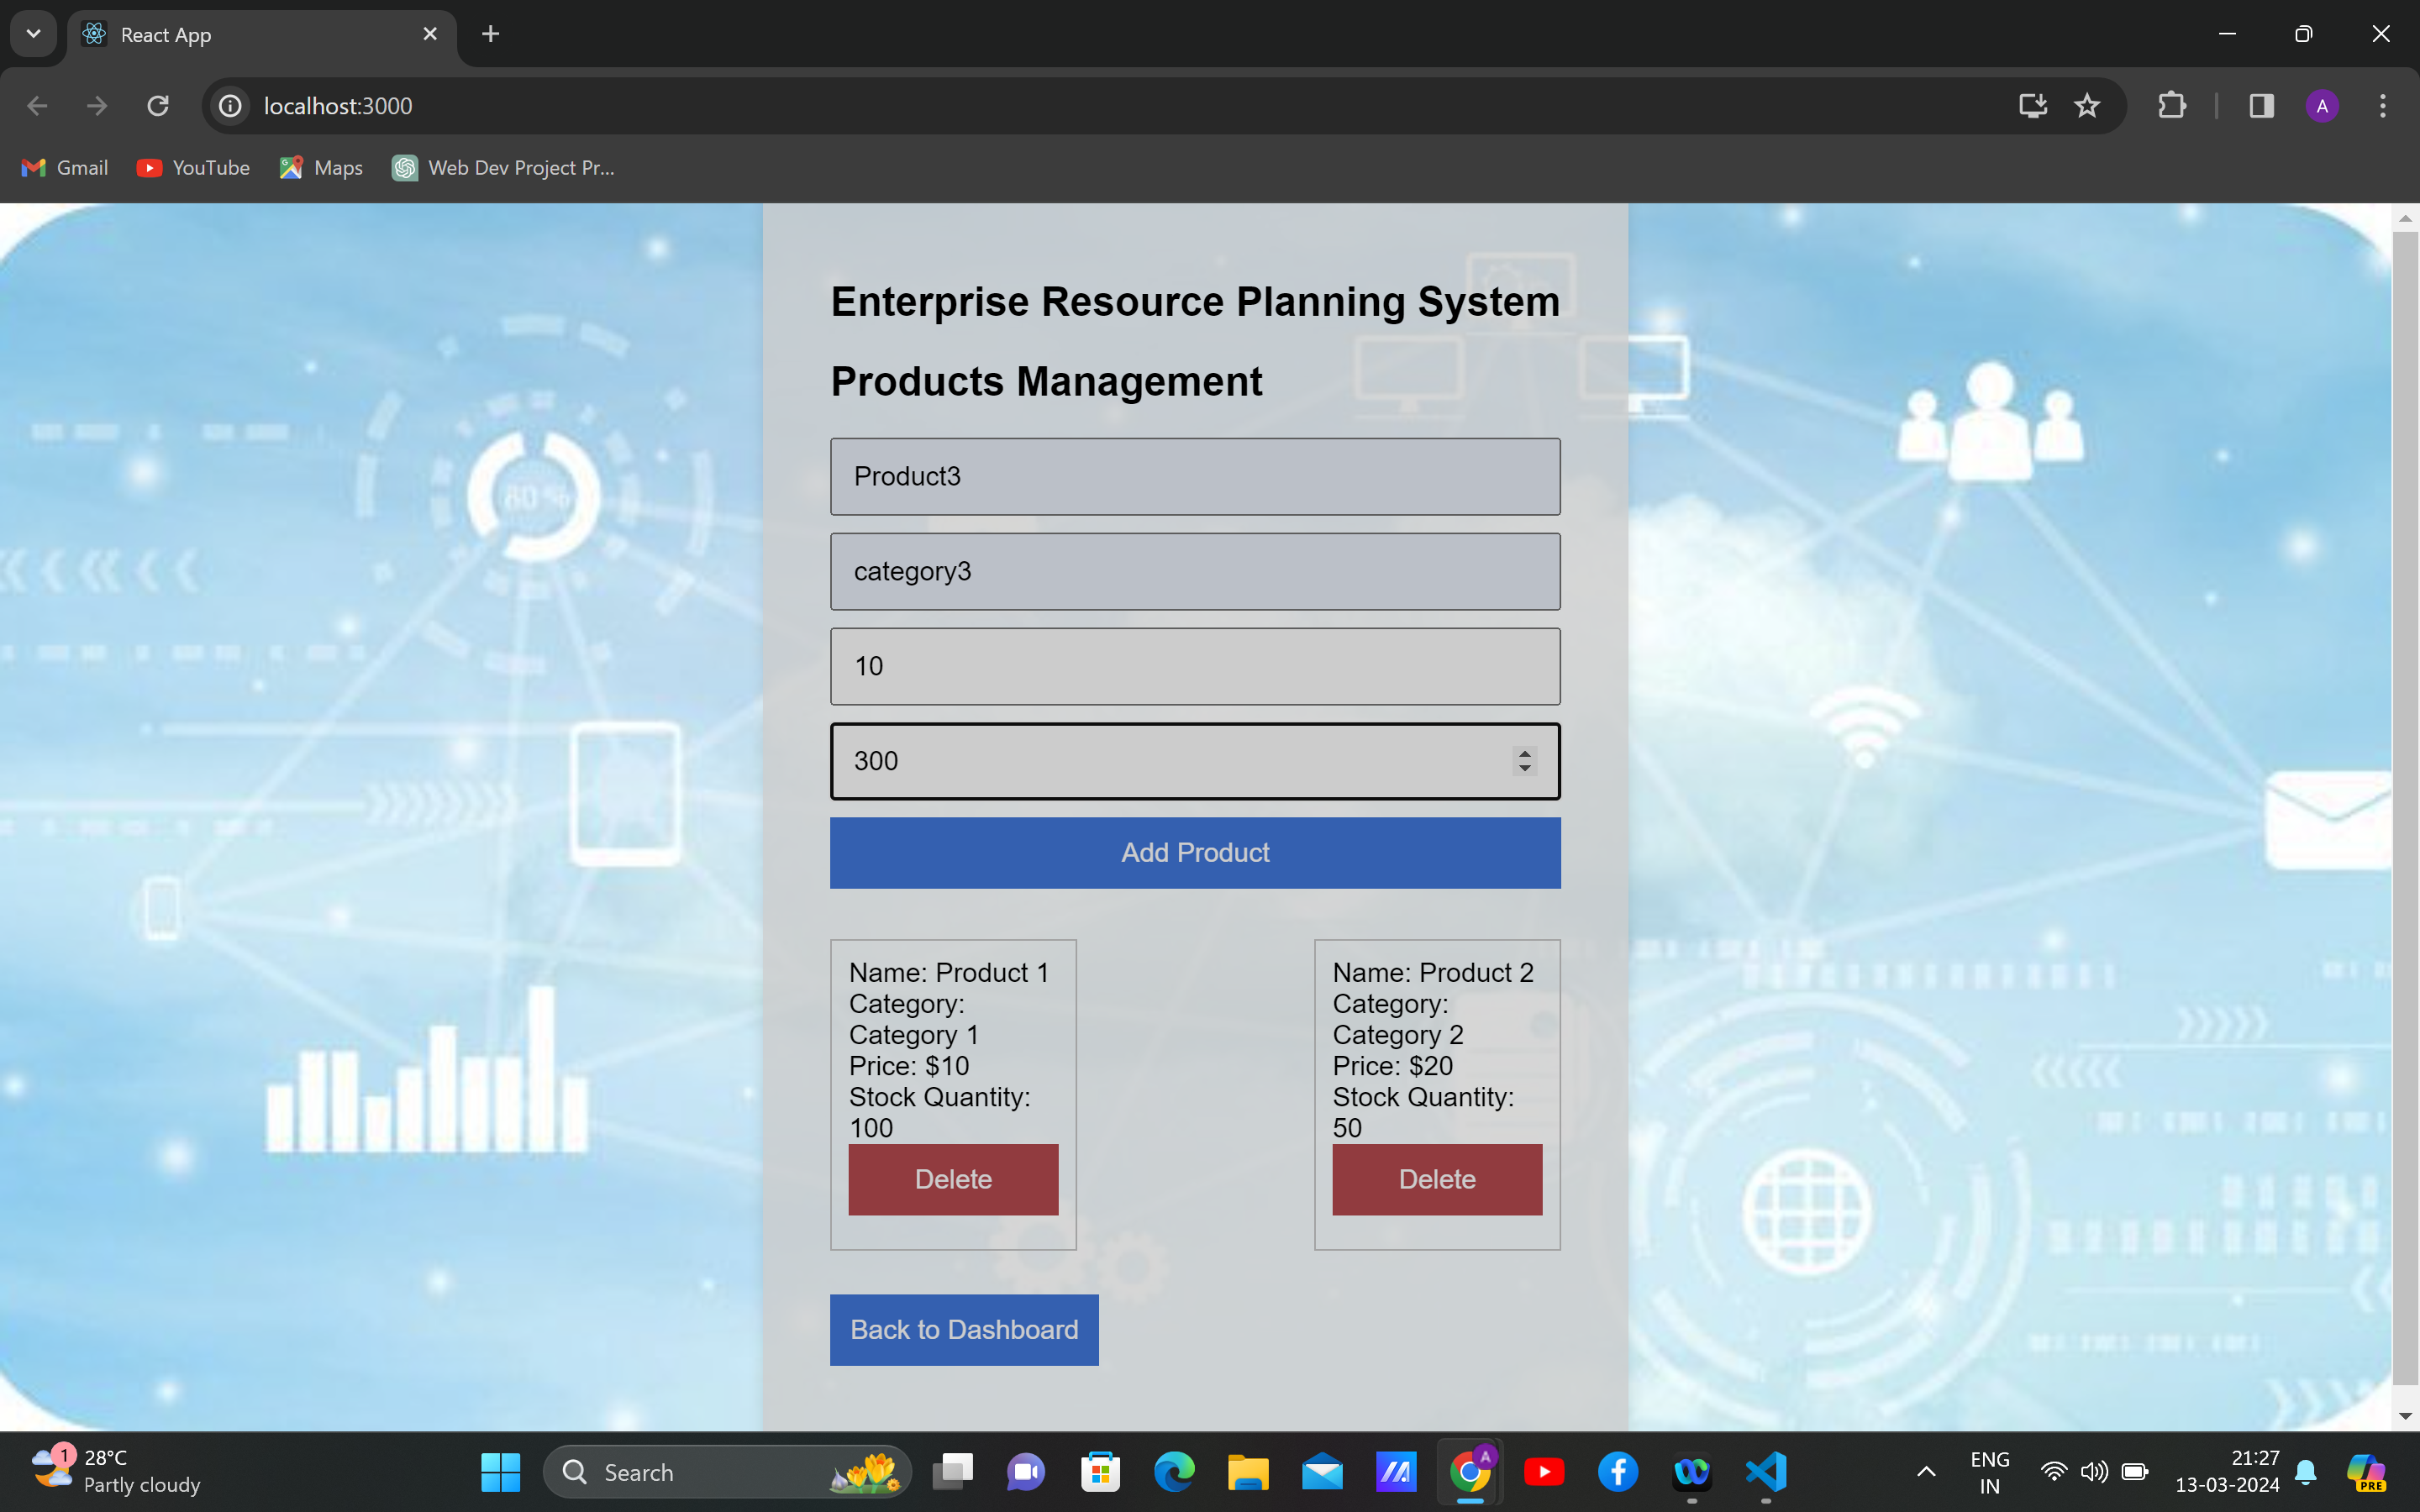 React App
localhost:3000
A
Gmail
YouTube
Maps
Web Dev Project Pr...
Enterprise Resource Planning System
Products Management
80 %
Product3
category3
10
300
Add Product
Name: Product 1
Category:
Category 1
Price: $10
Stock Quantity:
100
Delete
Name: Product 2
Category:
Category 2
Price: $20
Stock Quantity:
50
Delete
Back to Dashboard
1
28°C
Partly cloudy
Search
A
ENG
IN
21:27
13-03-2024
PRE